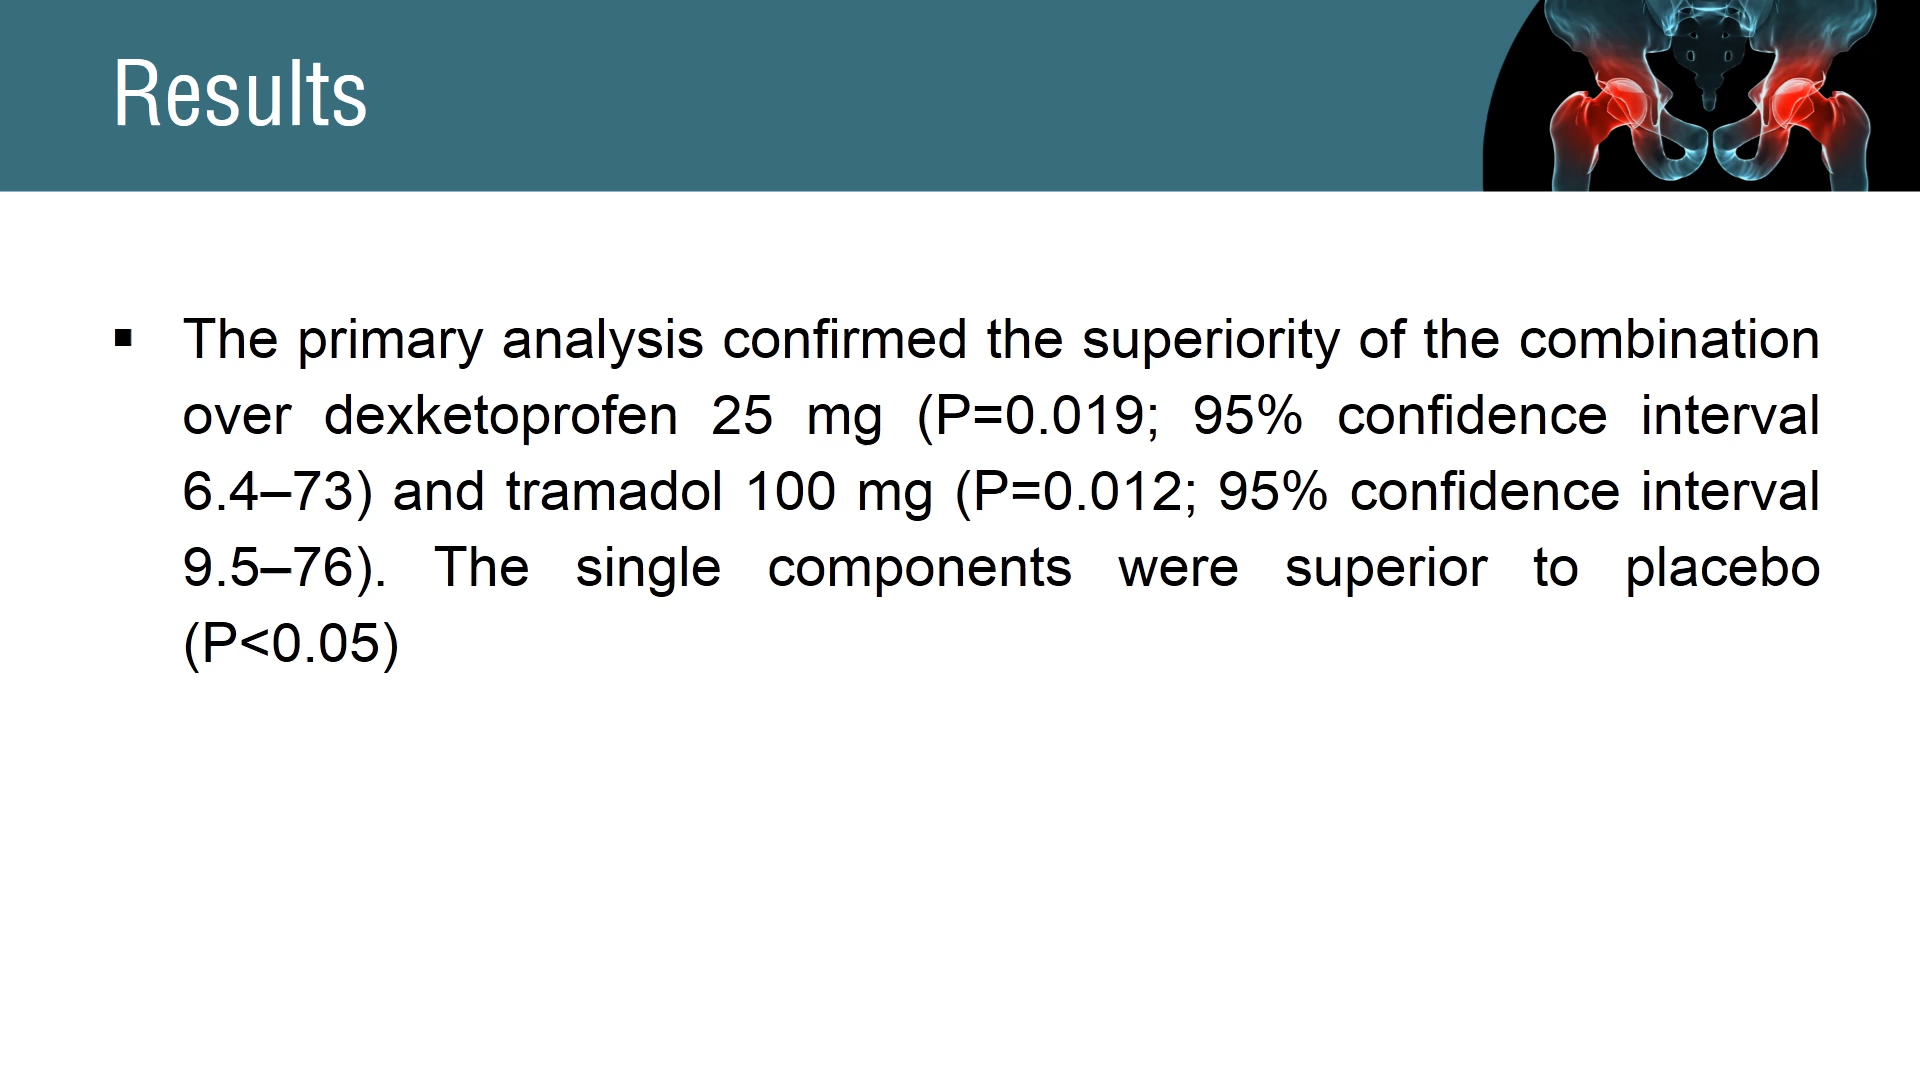 Results
▪ The primary analysis confirmed the superiority of the combination
over dexketoprofen 25 mg (P=0.019; 95% confidence interval
6.4–73) and tramadol 100 mg (P=0.012; 95% confidence interval
9.5–76). The single components were superior to placebo
(P<0.05)